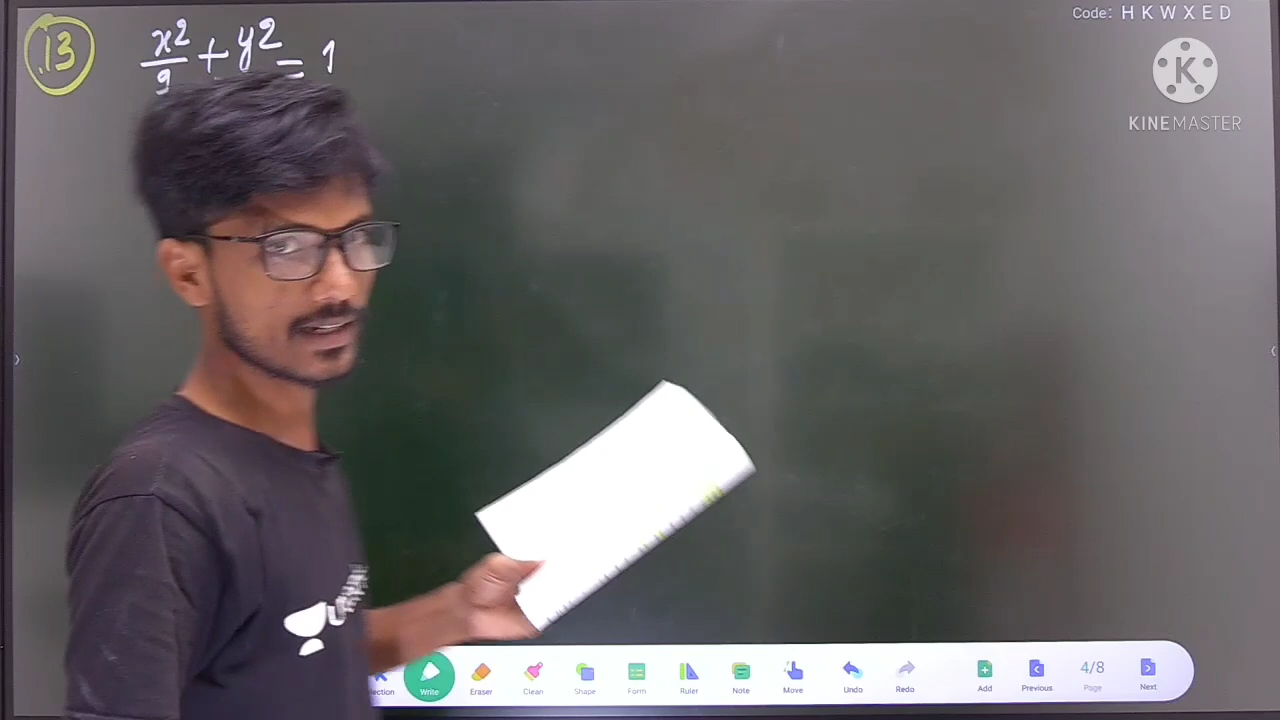 Code: HKWXED
13 x²/9 + y² = 1
KINEMASTER
Write Eraser Clean Shape Form Ruler Note Move Undo Redo Add Previous 4/8 Page Next